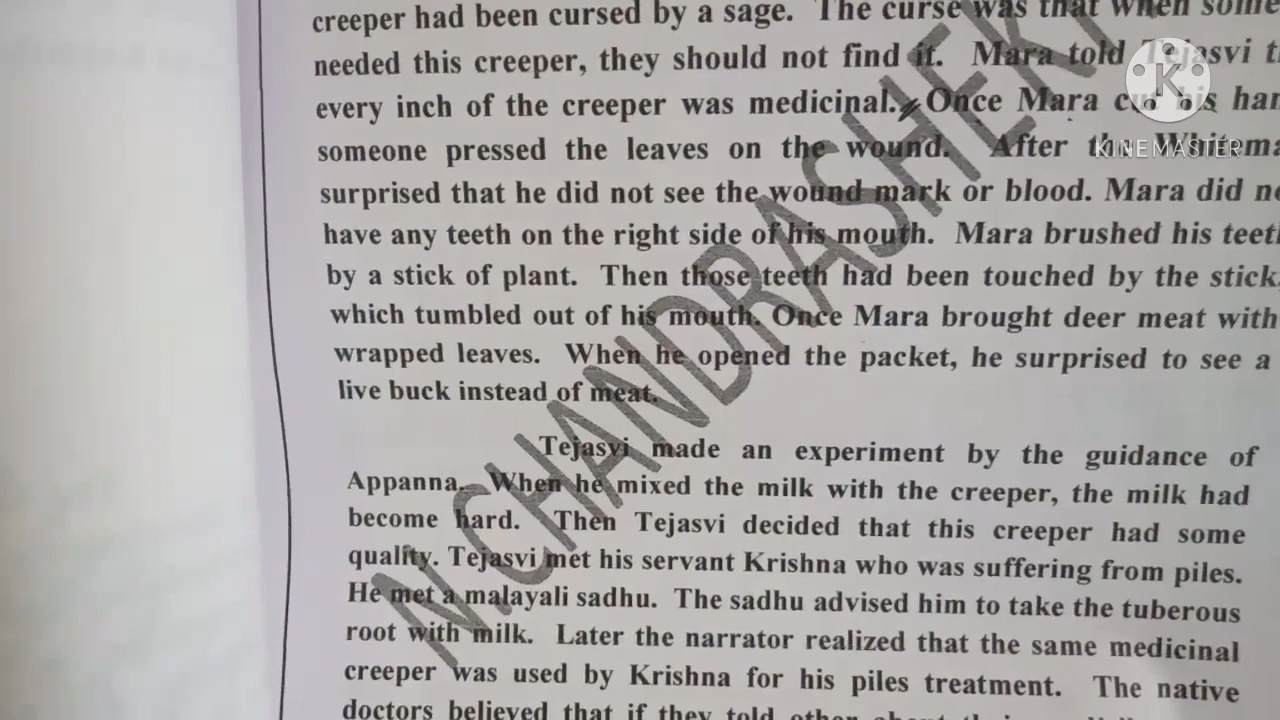 creeper had been cursed by a sage. The curse was that when some
needed this creeper, they should not find it. Mara told Tejasvi
every inch of the creeper was medicinal. Once Mara cut his
someone pressed the leaves on the wound. After the
surprised that he did not see the wound mark or blood. Mara did
have any teeth on the right side of his mouth. Mara brushed his
by a stick of plant. Then those teeth had been touched by the stick
which tumbled out of his mouth. Once Mara brought deer meat with
wrapped leaves. When he opened the packet, he surprised to see a
live buck instead of meat.
Tejasvi made an experiment by the guidance of
Appanna. When he mixed the milk with the creeper, the milk had
become hard. Then Tejasvi decided that this creeper had some
quality. Tejasvi met his servant Krishna who was suffering from piles.
He met a malayali sadhu. The sadhu advised him to take the tuberous
root with milk. Later the narrator realized that the same medicinal
creeper was used by Krishna for his piles treatment. The native
doctors believed that if they told
N.CHANDRASHEK
K
KINEMASTER